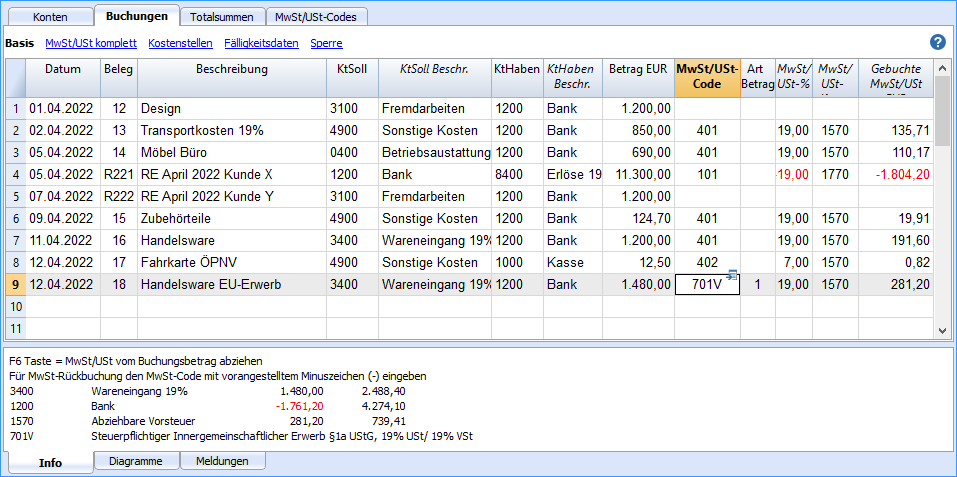 Konten Buchungen Totalsummen MwSt/USt-Codes
Basis MwSt/USt komplett Kostenstellen Fälligkeitsdaten Sperre ?
Datum Beleg Beschreibung KtSoll KtSoll Beschr. KtHaben KtHaben Beschr. Betrag EUR MwSt/USt-Code Art Betrag MwSt/USt-% MwSt/USt- Gebuchte MwSt/USt
1 01.04.2022 12 Design 3100 Fremdarbeiten 1200 Bank 1.200,00
2 02.04.2022 13 Transportkosten 19% 4900 Sonstige Kosten 1200 Bank 850,00 401 19,00 1570 135,71
3 05.04.2022 14 Möbel Büro 0400 Betriebsaustattung 1200 Bank 690,00 401 19,00 1570 110,17
4 05.04.2022 R221 RE April 2022 Kunde X 1200 Bank 8400 Erlöse 19 11.300,00 101 -19,00 1770 -1.804,20
5 07.04.2022 R222 RE April 2022 Kunde Y 3100 Fremdarbeiten 1200 Bank 1.200,00
6 09.04.2022 15 Zubehörteile 4900 Sonstige Kosten 1200 Bank 124,70 401 19,00 1570 19,91
7 11.04.2022 16 Handelsware 3400 Wareneingang 19% 1200 Bank 1.200,00 401 19,00 1570 191,60
8 12.04.2022 17 Fahrkarte ÖPNV 4900 Sonstige Kosten 1000 Kasse 12,50 402 7,00 1570 0,82
9 12.04.2022 18 Handelsware EU-Erwerb 3400 Wareneingang 19% 1200 Bank 1.480,00 701V 1 19,00 1570 281,20
10
11
F6 Taste = MwSt/USt vom Buchungsbetrag abziehen
Für MwSt-Rückbuchung den MwSt-Code mit vorangestelltem Minuszeichen (-) eingeben
3400 Wareneingang 19% 1.480,00 2.488,40
1200 Bank -1.761,20 4.274,10
1570 Abziehbare Vorsteuer 281,20 739,41
701V Steuerpflichtiger Innergemeinschaftlicher Erwerb §1a UStG, 19% USt/ 19% VSt
Info Diagramme Meldungen